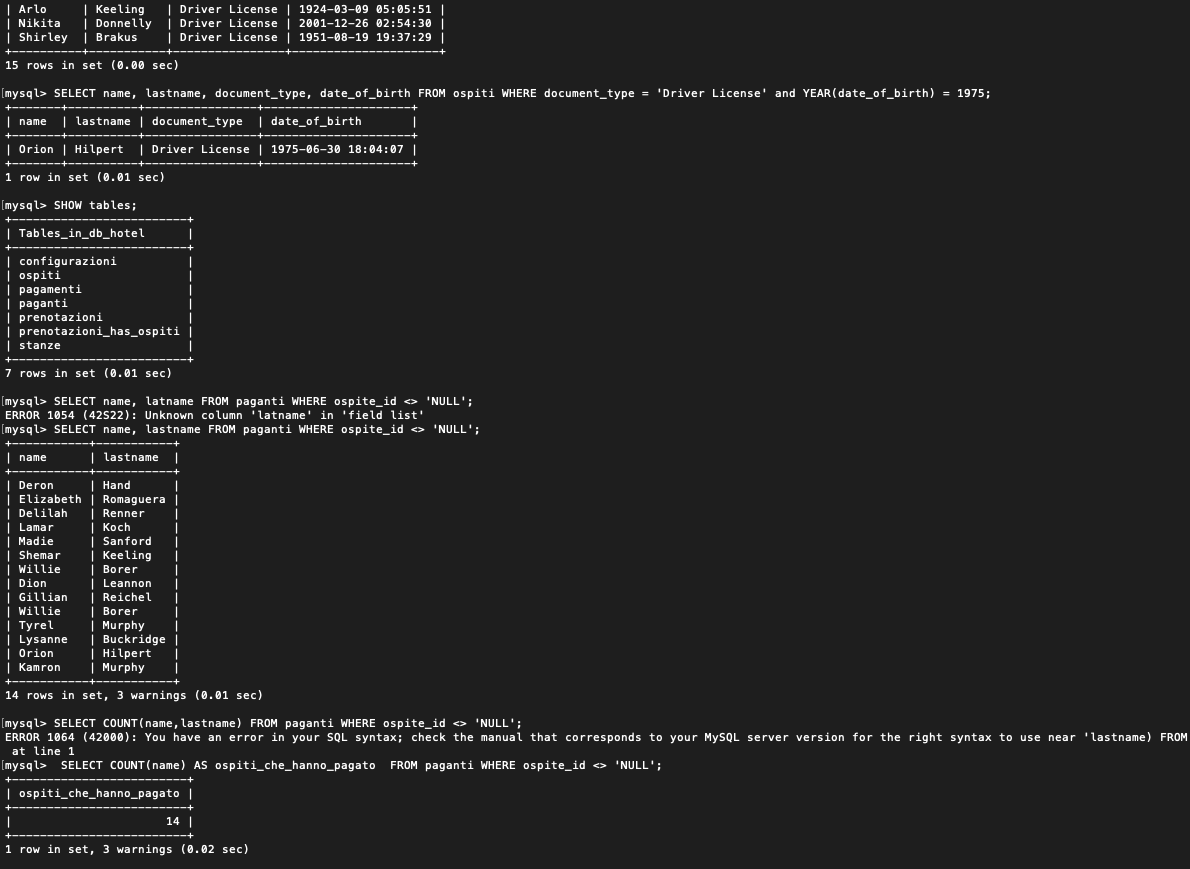 | Arlo     | Keeling   | Driver License | 1924-03-09 05:05:51 |
| Nikita   | Donnelly  | Driver License | 2001-12-26 02:54:30 |
| Shirley  | Brakus    | Driver License | 1951-08-19 19:37:29 |
+----------+-----------+----------------+---------------------+
15 rows in set (0.00 sec)

[mysql> SELECT name, lastname, document_type, date_of_birth FROM ospiti WHERE document_type = 'Driver License' and YEAR(date_of_birth) = 1975;
+-------+----------+----------------+---------------------+
| name  | lastname | document_type  | date_of_birth       |
+-------+----------+----------------+---------------------+
| Orion | Hilpert  | Driver License | 1975-06-30 18:04:07 |
+-------+----------+----------------+---------------------+
1 row in set (0.01 sec)

[mysql> SHOW tables;
+-------------------------+
| Tables_in_db_hotel      |
+-------------------------+
| configurazioni          |
| ospiti                  |
| pagamenti               |
| paganti                 |
| prenotazioni            |
| prenotazioni_has_ospiti |
| stanze                  |
+-------------------------+
7 rows in set (0.01 sec)

[mysql> SELECT name, latname FROM paganti WHERE ospite_id <> 'NULL';
ERROR 1054 (42S22): Unknown column 'latname' in 'field list'
[mysql> SELECT name, lastname FROM paganti WHERE ospite_id <> 'NULL';
+-----------+-----------+
| name      | lastname  |
+-----------+-----------+
| Deron     | Hand      |
| Elizabeth | Romaguera |
| Delilah   | Renner    |
| Lamar     | Koch      |
| Madie     | Sanford   |
| Shemar    | Keeling   |
| Willie    | Borer     |
| Dion      | Leannon   |
| Gillian   | Reichel   |
| Willie    | Borer     |
| Tyrel     | Murphy    |
| Lysanne   | Buckridge |
| Orion     | Hilpert   |
| Kamron    | Murphy    |
+-----------+-----------+
14 rows in set, 3 warnings (0.01 sec)

[mysql> SELECT COUNT(name,lastname) FROM paganti WHERE ospite_id <> 'NULL';
ERROR 1064 (42000): You have an error in your SQL syntax; check the manual that corresponds to your MySQL server version for the right syntax to use near 'lastname) FROM
 at line 1
[mysql>  SELECT COUNT(name) AS ospiti_che_hanno_pagato  FROM paganti WHERE ospite_id <> 'NULL';
+-------------------------+
| ospiti_che_hanno_pagato |
+-------------------------+
|                      14 |
+-------------------------+
1 row in set, 3 warnings (0.02 sec)